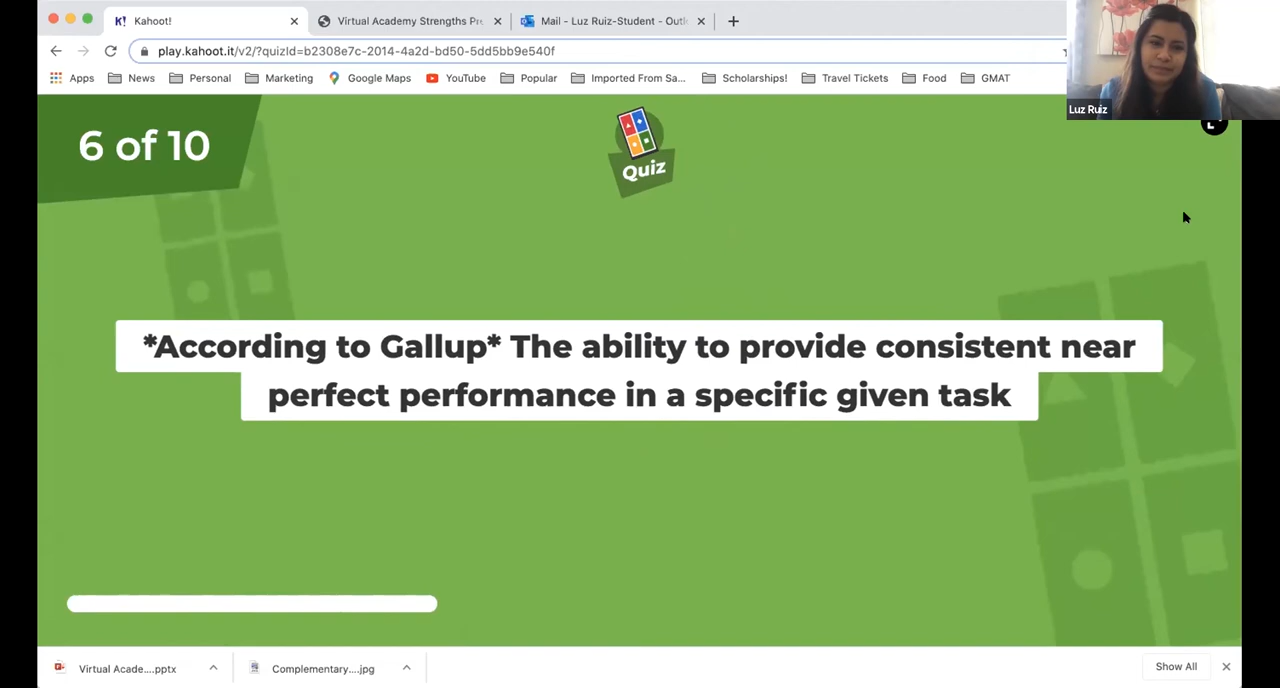 Kahoot!
Virtual Academy Strengths Pr
Mail - Luz Ruiz-Student - Outl
play.kahoot.it/v2/?quizId=b2308e7c-2014-4a2d-bd50-5dd5bb9e540f
Apps News Personal Marketing Google Maps YouTube Popular Imported From Sa... Scholarships! Travel Tickets Food GMAT
Luz Ruiz
6 of 10
Quiz
*According to Gallup* The ability to provide consistent near
perfect performance in a specific given task
Virtual Acade....pptx
Complementary....jpg
Show All